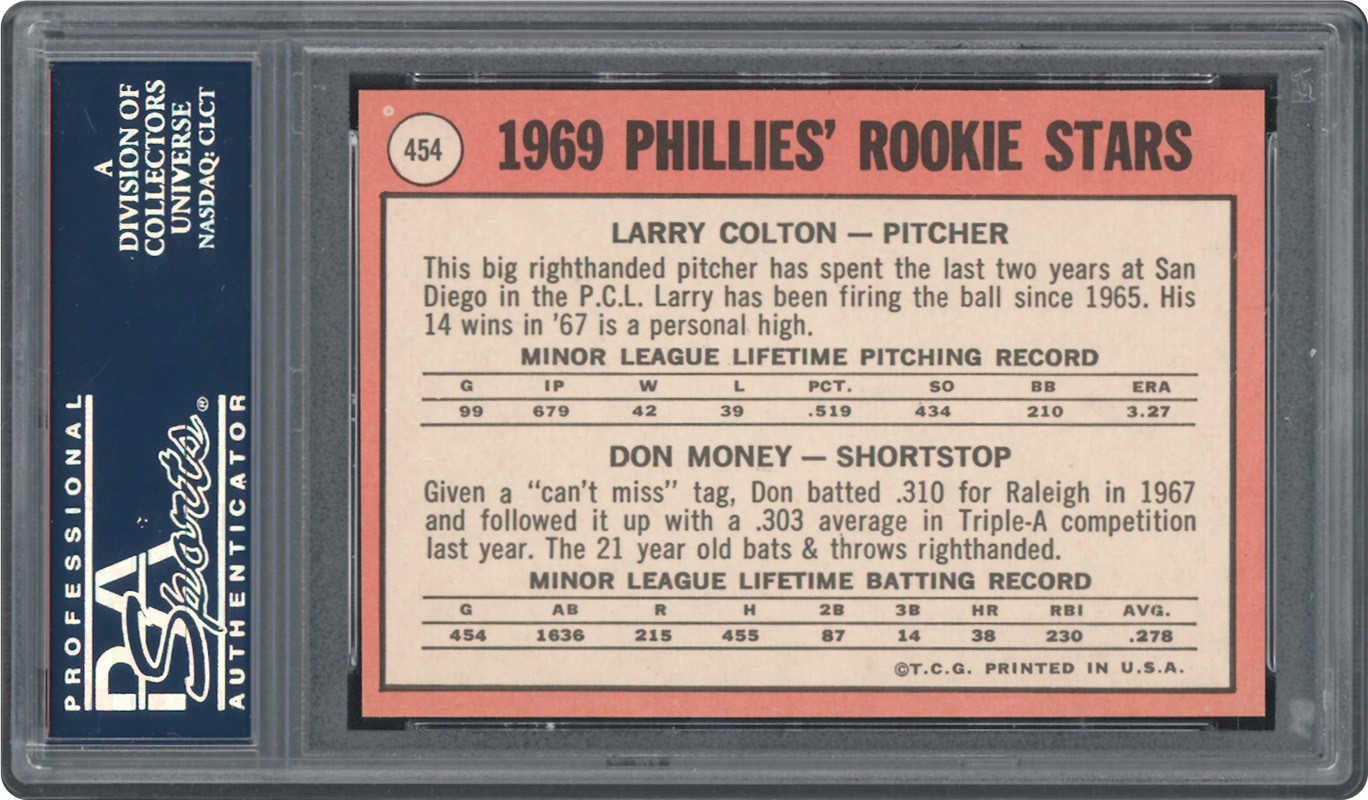 A
DIVISION OF
COLLECTORS
UNIVERSE
NASDAQ: CLCT
PROFESSIONAL
PSA
Sports®
AUTHENTICATOR
454
1969 PHILLIES' ROOKIE STARS
LARRY COLTON — PITCHER
This big righthanded pitcher has spent the last two years at San
Diego in the P.C.L. Larry has been firing the ball since 1965. His
14 wins in '67 is a personal high.
MINOR LEAGUE LIFETIME PITCHING RECORD
G IP W L PCT. SO BB ERA
99 679 42 39 .519 434 210 3.27
DON MONEY — SHORTSTOP
Given a "can't miss" tag, Don batted .310 for Raleigh in 1967
and followed it up with a .303 average in Triple-A competition
last year. The 21 year old bats & throws righthanded.
MINOR LEAGUE LIFETIME BATTING RECORD
G AB R H 2B 3B HR RBI AVG.
454 1636 215 455 87 14 38 230 .278
©T.C.G. PRINTED IN U.S.A.